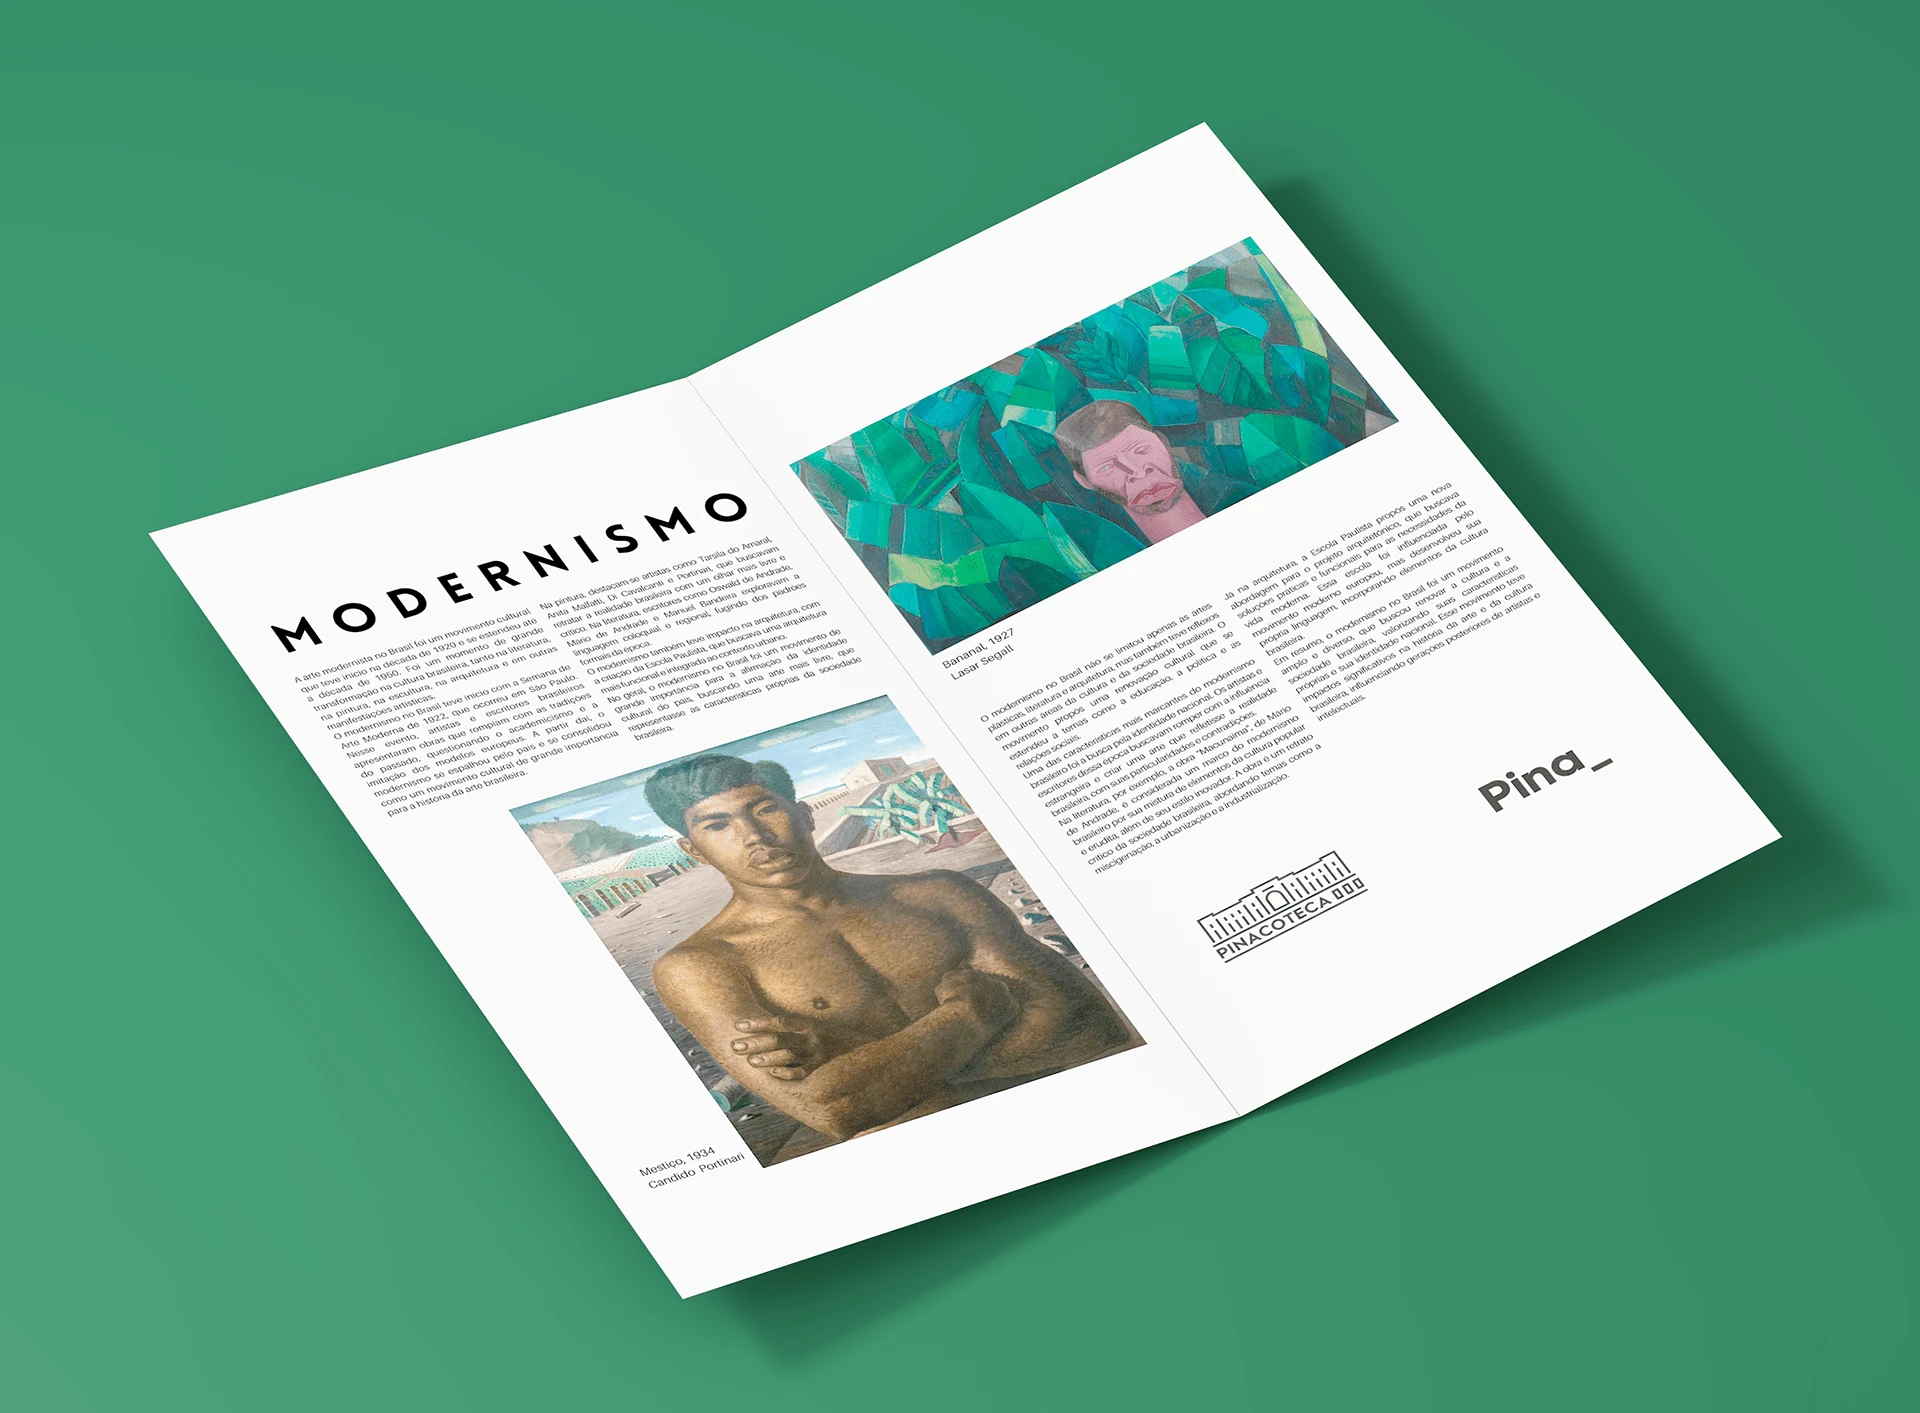 MODERNISMO
A arte modernista no Brasil foi um movimento cultural
que teve início na década de 1920 e se estendeu até
a década de 1950. Foi um momento de grande
transformação na cultura brasileira, tanto na literatura,
na pintura, na escultura, na arquitetura e em outras
manifestações artísticas.
O modernismo no Brasil teve início com a Semana de
Arte Moderna de 1922, que ocorreu em São Paulo.
Nesse evento, artistas e escritores brasileiros
apresentaram obras que rompiam com as tradições
do passado, questionando o academicismo e a
imitação dos modelos europeus. A partir daí, o
modernismo se espalhou pelo país e se consolidou
como um movimento cultural de grande importância
para a história da arte brasileira.
Na pintura, destacam-se artistas como Tarsila do Amaral,
Anita Malfatti, Di Cavalcanti e Portinari, que buscavam
retratar a realidade brasileira com um olhar mais livre e
crítico. Na literatura, escritores como Oswald de Andrade,
Mário de Andrade e Manuel Bandeira exploravam a
linguagem coloquial e regional, fugindo dos padrões
formais da época.
O modernismo também teve impacto na arquitetura, com
a criação da Escola Paulista, que buscava uma arquitetura
mais funcional e integrada ao contexto urbano.
No geral, o modernismo no Brasil foi um movimento de
grande importância para a afirmação da identidade
cultural do país, buscando uma arte mais livre, que
representasse as características próprias da sociedade
brasileira.
Mestiço, 1934
Candido Portinari
Bananal, 1927
Lasar Segall
O modernismo no Brasil não se limitou apenas às artes
plásticas, literatura e arquitetura, mas também teve reflexos
em outras áreas da cultura e da sociedade brasileira. O
movimento propôs uma renovação cultural que se
estendeu a temas como a educação, a política e as
relações sociais.
Uma das características mais marcantes do modernismo
brasileiro foi a busca pela identidade nacional. Os artistas e
escritores dessa época buscavam romper com a influência
estrangeira e criar uma arte que refletisse a realidade
brasileira, com suas particularidades e contradições.
Na literatura, por exemplo, a obra "Macunaíma", de Mário
de Andrade, é considerada um marco do modernismo
brasileiro por sua mistura de elementos da cultura popular
e erudita, além de seu estilo inovador. A obra é um retrato
crítico da sociedade brasileira, abordando temas como a
miscigenação, a urbanização e a industrialização.
Já na arquitetura, a Escola Paulista propôs uma nova
abordagem para o projeto arquitetônico, que buscava
soluções práticas e funcionais para as necessidades da
vida moderna. Essa escola foi influenciada pelo
movimento moderno europeu, mas desenvolveu sua
própria linguagem, incorporando elementos da cultura
brasileira.
Em resumo, o modernismo no Brasil foi um movimento
amplo e diverso, que buscou renovar a cultura e a
sociedade brasileira, valorizando suas características
próprias e sua identidade nacional. Esse movimento teve
impactos significativos na história da arte e da cultura
brasileira, influenciando gerações posteriores de artistas e
intelectuais.
PINACOTECA
Pina_